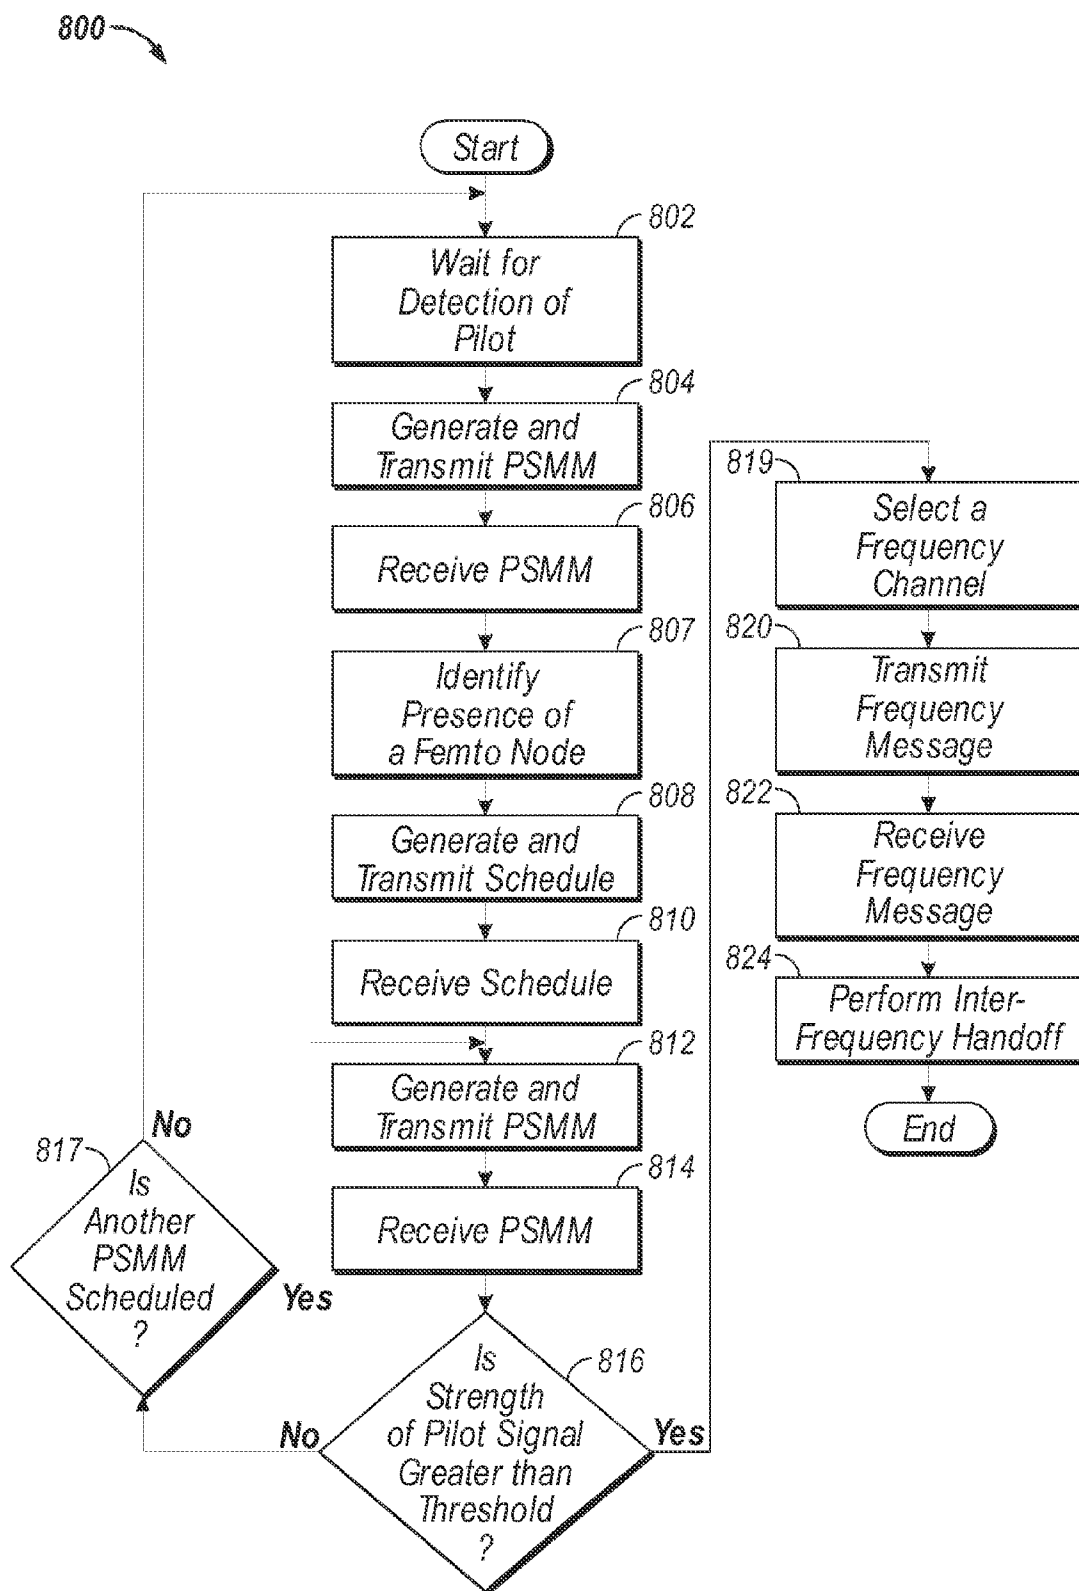 800
Start
802
Wait for
Detection of
Pilot
804
Generate and
Transmit PSMM
806
Receive PSMM
807
Identify
Presence of
a Femto Node
808
Generate and
Transmit Schedule
810
Receive Schedule
812
Generate and
Transmit PSMM
814
Receive PSMM
816
Is
Strength
of Pilot Signal
Greater than
Threshold
?
No
Yes
817
Is
Another
PSMM
Scheduled
?
No
Yes
819
Select a
Frequency
Channel
820
Transmit
Frequency
Message
822
Receive
Frequency
Message
824
Perform Inter-
Frequency Handoff
End